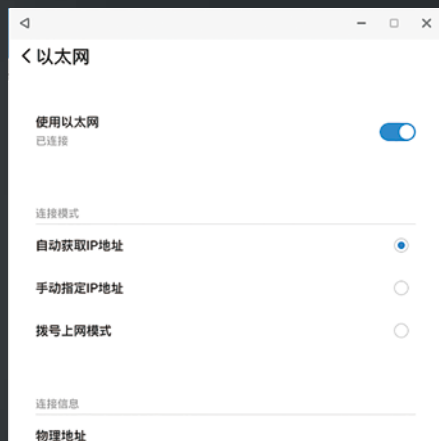 以太网
使用以太网
已连接
连接模式
自动获取IP地址
手动指定IP地址
拨号上网模式
连接信息
物理地址